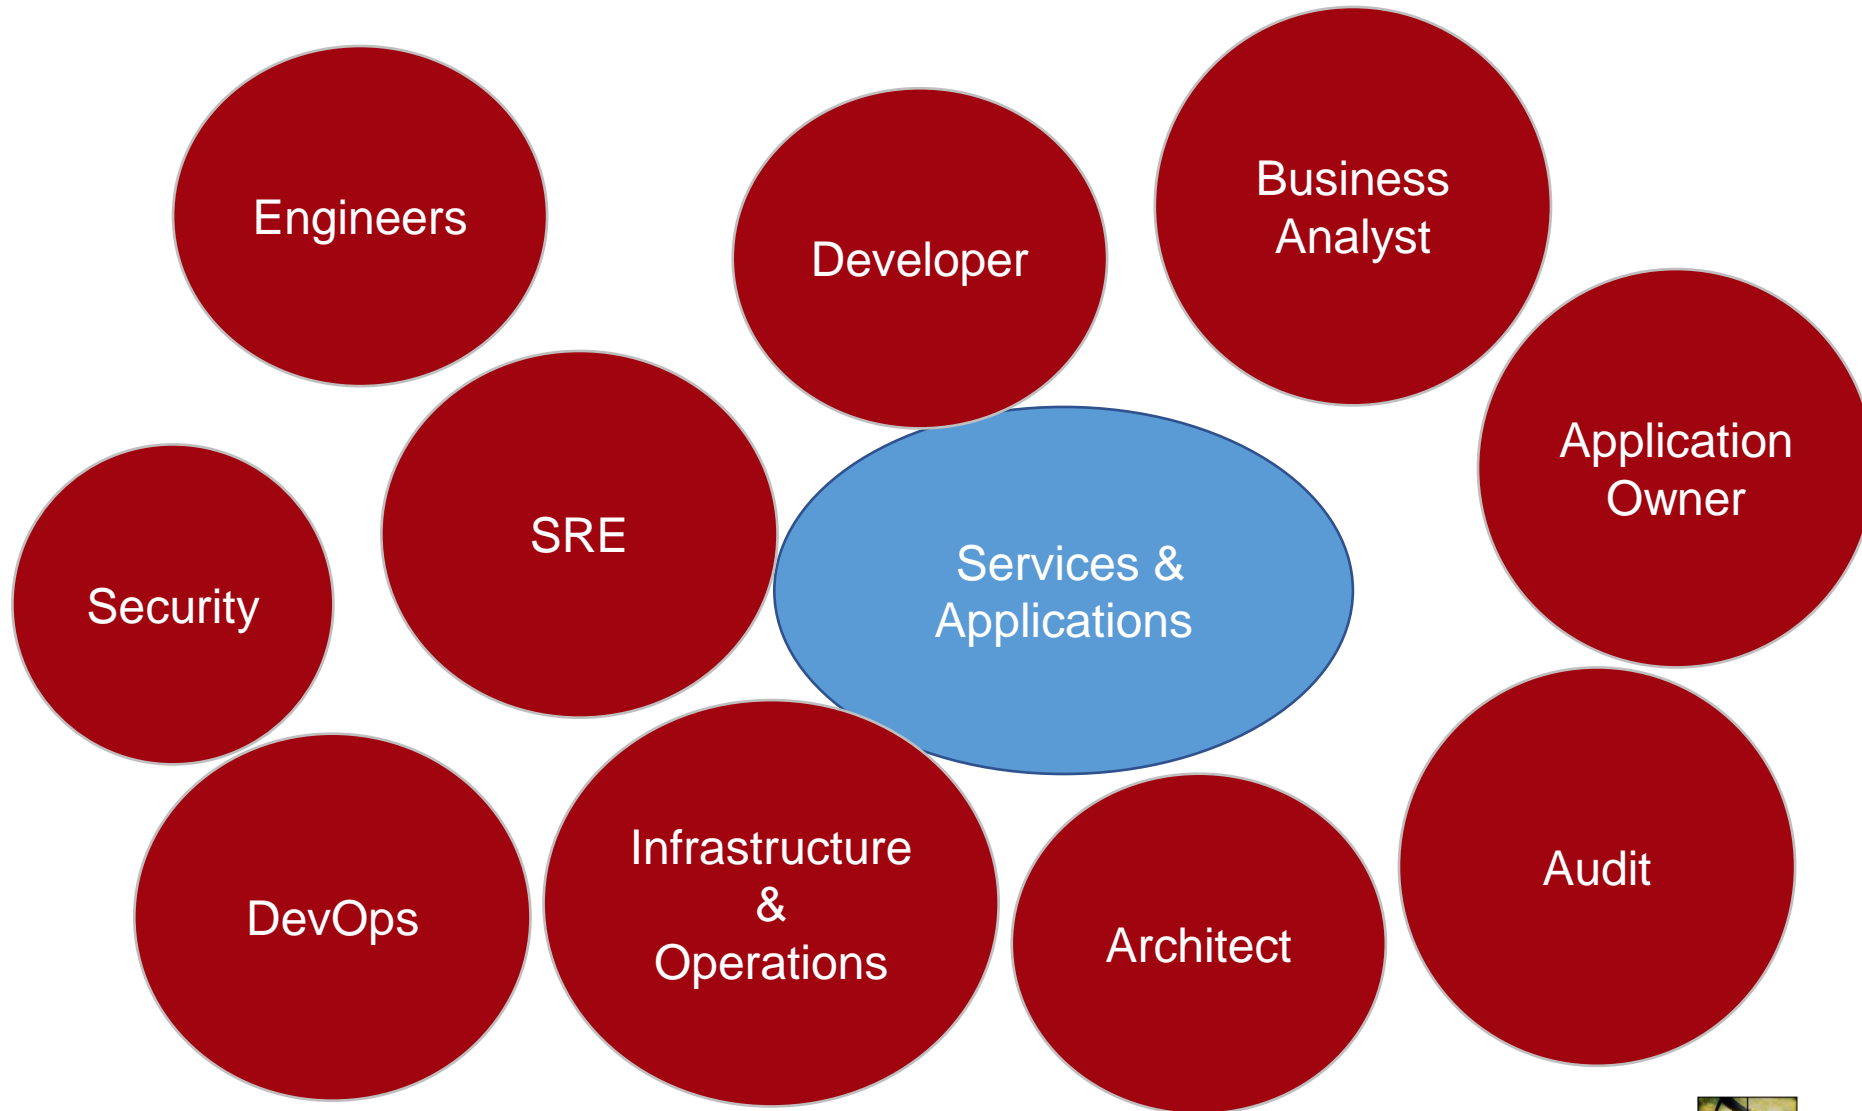 Engineers
Developer
Business
Analyst
Application
Owner
SRE
Services &
Applications
Security
Infrastructure
&
Operations
DevOps
Architect
Audit